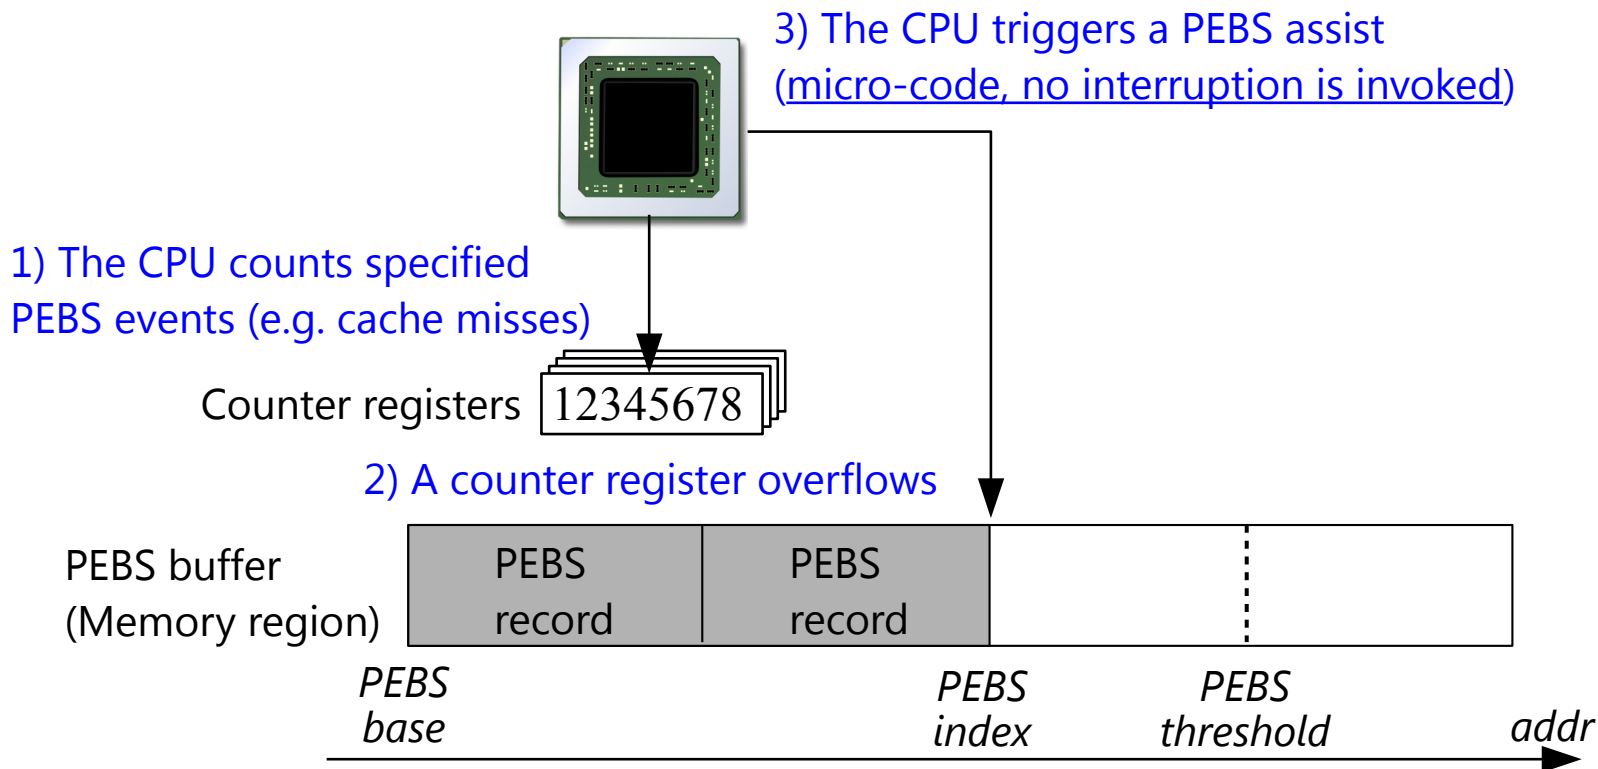 3) The CPU triggers a PEBS assist
(micro-code, no interruption is invoked)
1) The CPU counts specified
PEBS events (e.g. cache misses)
Counter registers 12345678
2) A counter register overflows
PEBS buffer
(Memory region)
PEBS
record
PEBS
record
PEBS
base
PEBS
index
PEBS
threshold
addr